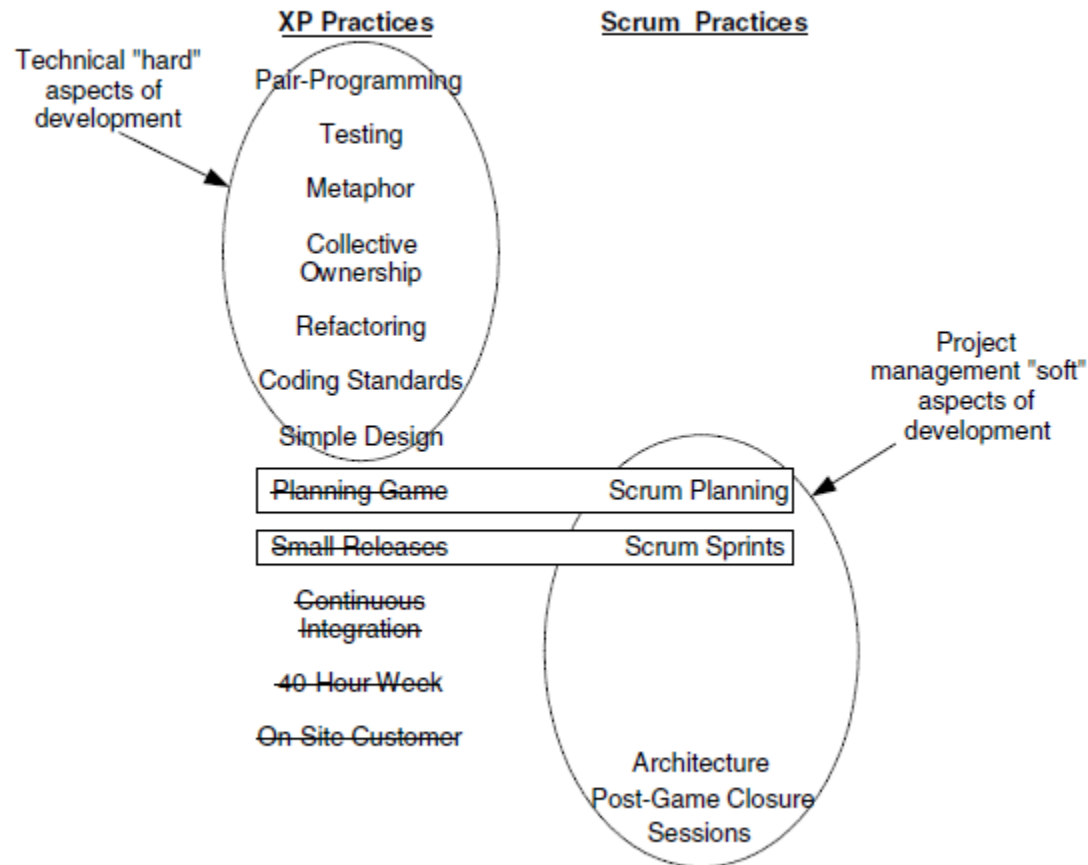 XP Practices
Scrum Practices
Technical "hard"
aspects of
development
Pair-Programming
Testing
Metaphor
Collective
Ownership
Refactoring
Coding Standards
Simple Design
Project
management "soft"
aspects of
development
Planning Game
Scrum Planning
Small Releases
Scrum Sprints
Continuous
Integration
40 Hour Week
On Site Customer
Architecture
Post-Game Closure
Sessions